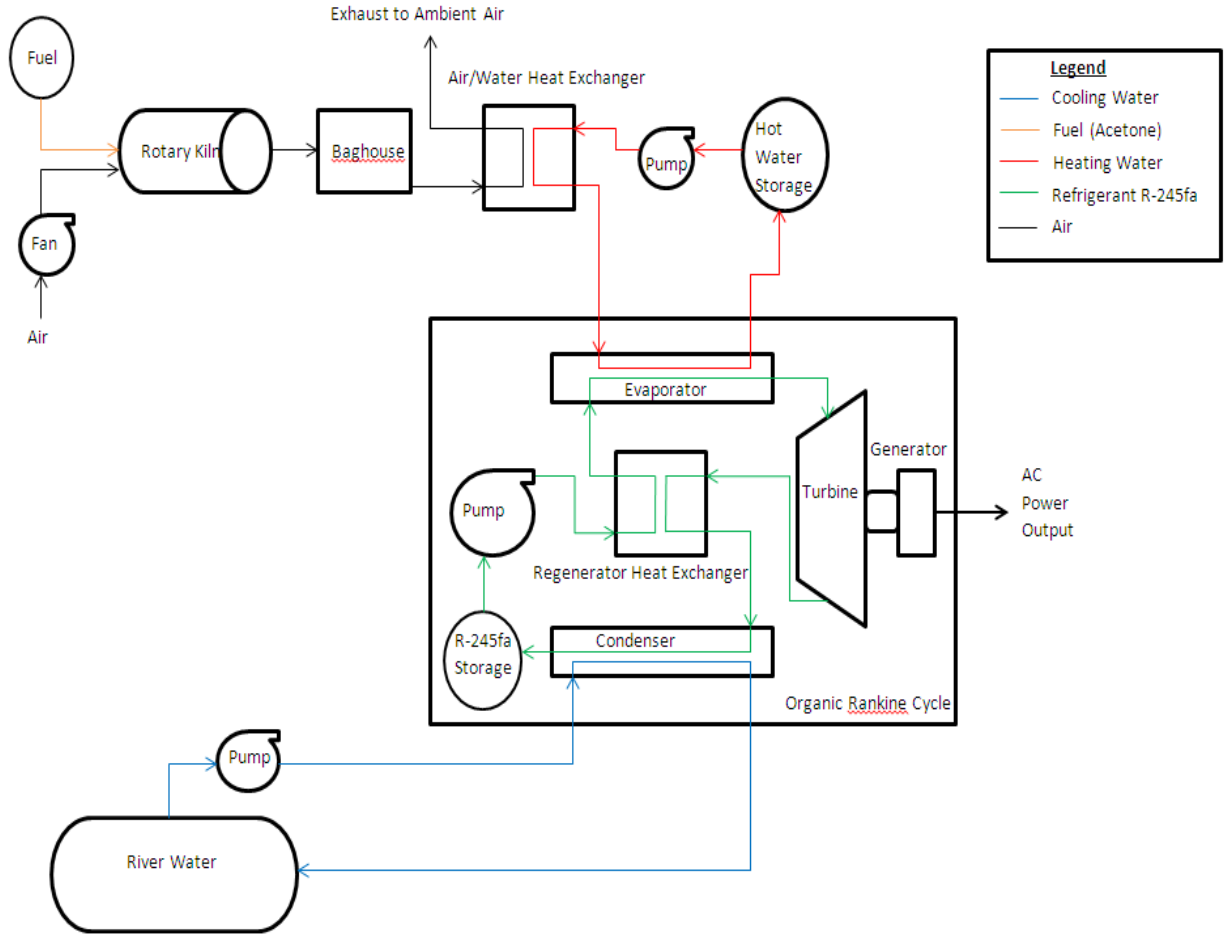 Exhaust to Ambient Air
Fuel
Air/Water Heat Exchanger
Legend
Cooling Water
Fuel (Acetone)
Heating Water
Refrigerant R-245fa
Air
Rotary Kiln
Baghouse
Pump
Hot
Water
Storage
Fan
Air
Evaporator
Generator
Turbine
AC
Power
Output
Pump
Regenerator Heat Exchanger
R-245fa
Storage
Condenser
Organic Rankine Cycle
Pump
River Water